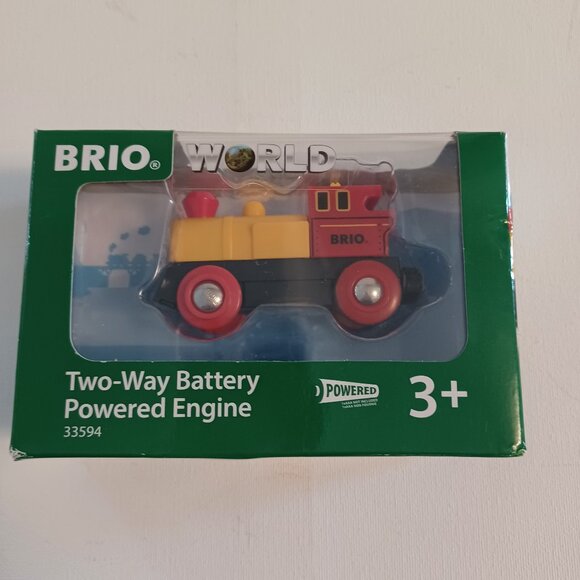 BRIO® WORLD
BRIO
Two-Way Battery
Powered Engine
33594
POWERED
3+